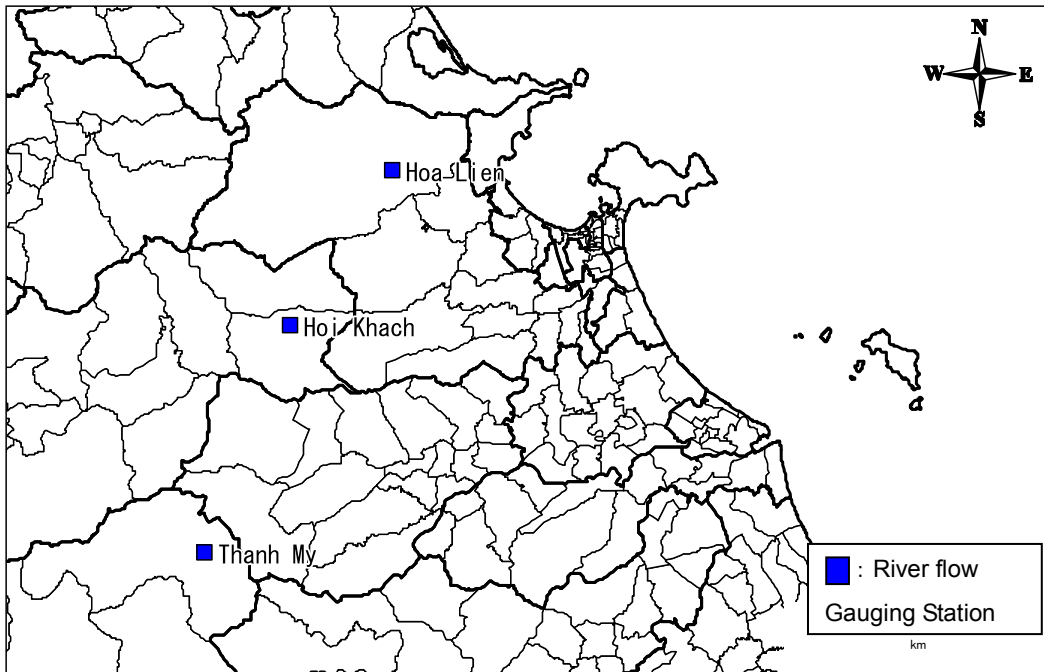 N
W E
S
Hoa Lien
Hoi Khach
Thanh My
: River flow
Gauging Station
km